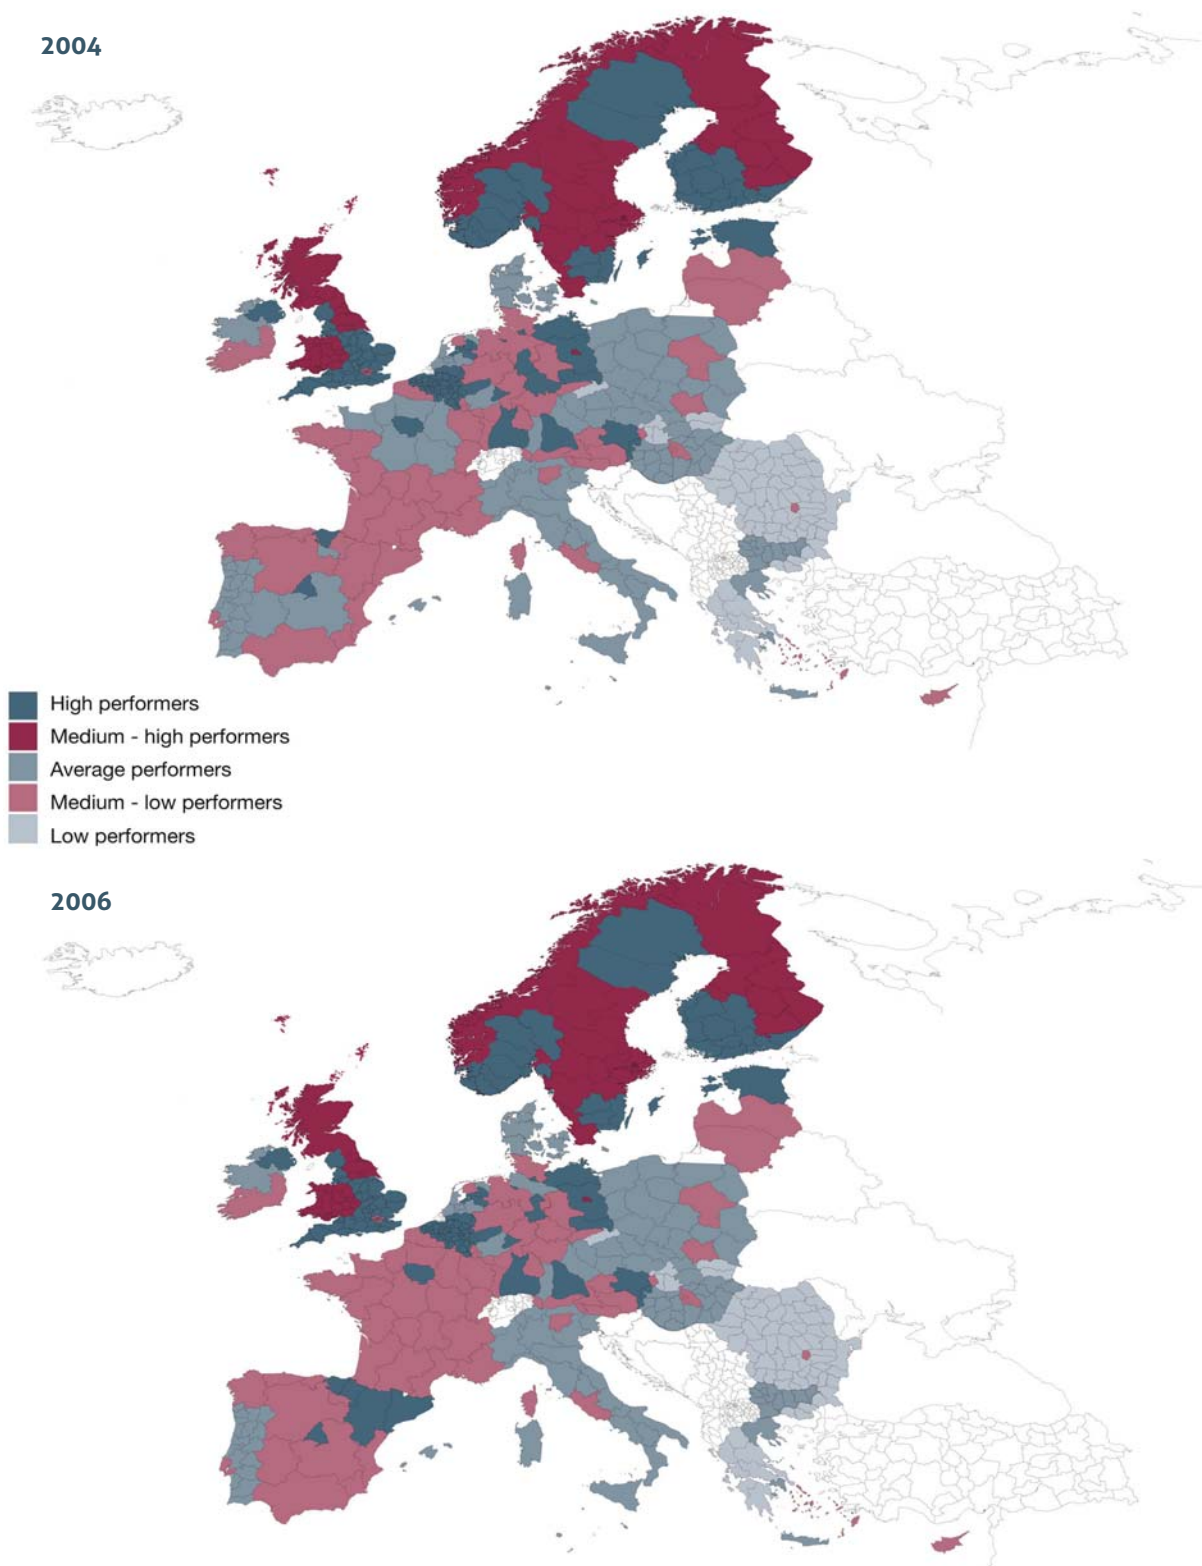 2004
High performers
Medium - high performers
Average performers
Medium - low performers
Low performers
2006